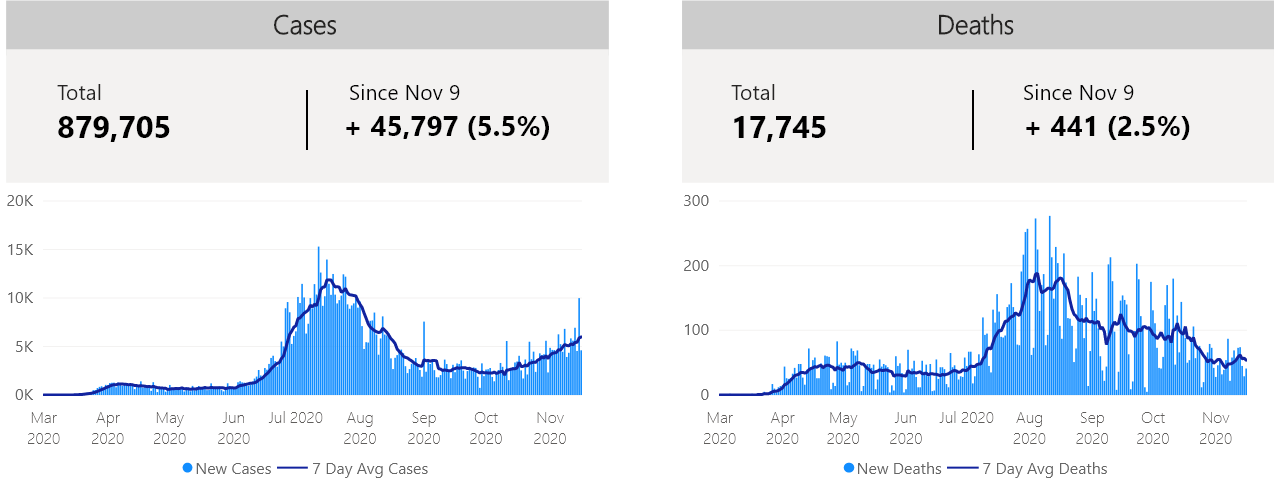 Cases
Total
879,705
Since Nov 9
+ 45,797 (5.5%)
20K
15K
10K
5K
0K
Mar 2020
Apr 2020
May 2020
Jun 2020
Jul 2020
Aug 2020
Sep 2020
Oct 2020
Nov 2020
New Cases
7 Day Avg Cases
Deaths
Total
17,745
Since Nov 9
+ 441 (2.5%)
300
200
100
0
Mar 2020
Apr 2020
May 2020
Jun 2020
Jul 2020
Aug 2020
Sep 2020
Oct 2020
Nov 2020
New Deaths
7 Day Avg Deaths